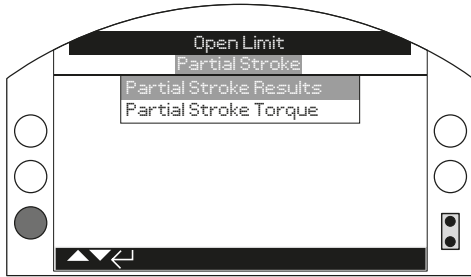 Open Limit
Partial Stroke
Partial Stroke Results
Partial Stroke Torque